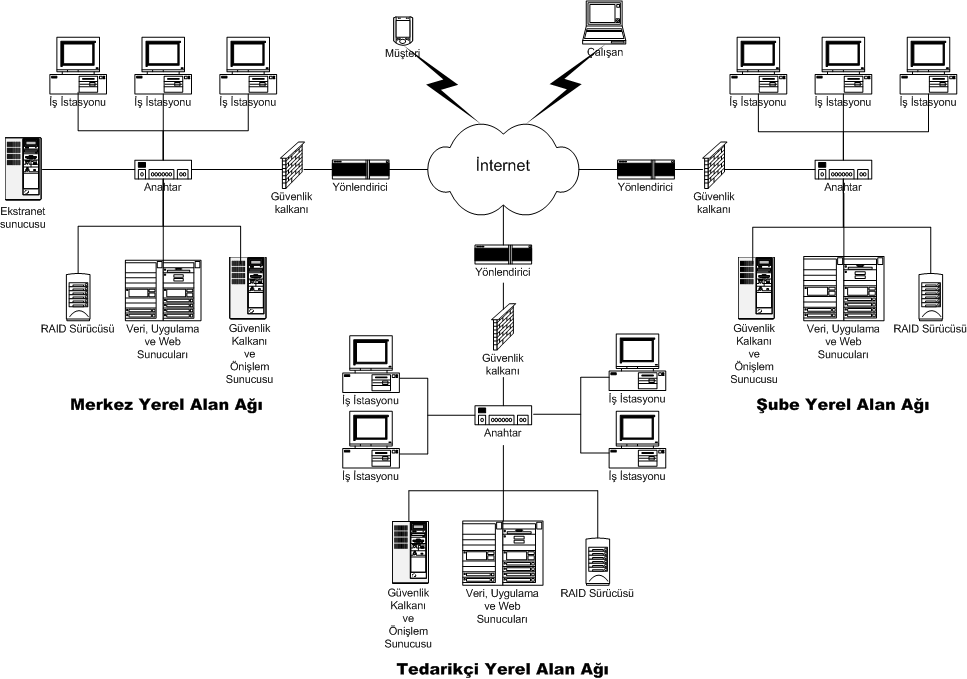 Müşteri
Çalışan
İş İstasyonu
İş İstasyonu
İş İstasyonu
İş İstasyonu
İş İstasyonu
İş İstasyonu
İnternet
Ekstranet
sunucusu
Anahtar
Güvenlik
kalkanı
Yönlendirici
Yönlendirici
Güvenlik
kalkanı
Anahtar
Yönlendirici
RAID Sürücüsü
Veri, Uygulama
ve Web
Sunucuları
Güvenlik
Kalkanı
ve
Önişlem
Sunucusu
Merkez Yerel Alan Ağı
Güvenlik
Kalkanı
ve
Önişlem
Sunucusu
Veri, Uygulama
ve Web
Sunucuları
RAID Sürücüsü
Şube Yerel Alan Ağı
Güvenlik
kalkanı
İş İstasyonu
İş İstasyonu
Anahtar
İş İstasyonu
İş İstasyonu
Güvenlik
Kalkanı
ve
Önişlem
Sunucusu
Veri, Uygulama
ve Web
Sunucuları
RAID Sürücüsü
Tedarikçi Yerel Alan Ağı